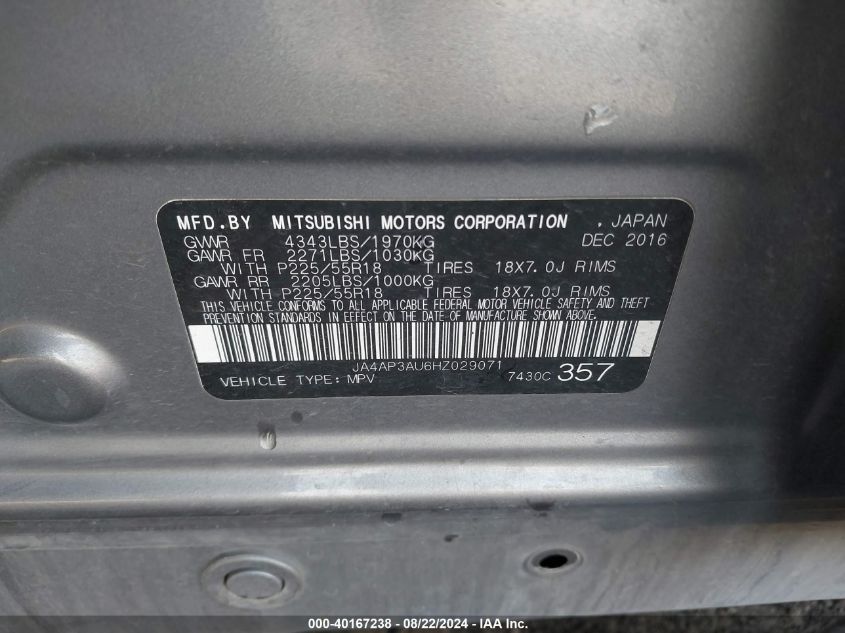 MFD.BY MITSUBISHI MOTORS CORPORATION , JAPAN
GVWR 4343LBS/1970KG DEC 2016
GAWR FR 2271LBS/1030KG
WITH P225/55R18 TIRES 18X7.0J RIMS
GAWR RR 2205LBS/1000KG
WITH P225/55R18 TIRES 18X7.0J RIMS
THIS VEHICLE CONFORMS TO ALL APPLICABLE FEDERAL MOTOR VEHICLE SAFETY AND THEFT
PREVENTION STANDARDS IN EFFECT ON THE DATE OF MANUFACTURE SHOWN ABOVE.
JA4AP3AU6HZ029071
VEHICLE TYPE: MPV 7430C 357
000-40167238 - 08/22/2024 - IAA Inc.